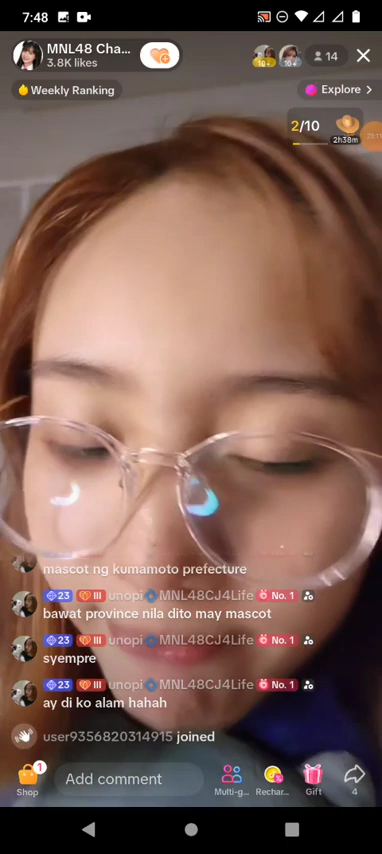 7:48
MNL48 Cha...
3.8K likes
10+
10+
14
Weekly Ranking
Explore >
2/10
2h38m
mascot ng kumamoto prefecture
23 III unopi🔹MNL48CJ4Life No. 1
bawat province nila dito may mascot
23 III unopi🔹MNL48CJ4Life No. 1
syempre
23 III unopi🔹MNL48CJ4Life No. 1
ay di ko alam hahah
user9356820314915 joined
1
Shop
Add comment
Multi-g...
Rechar...
Gift
4